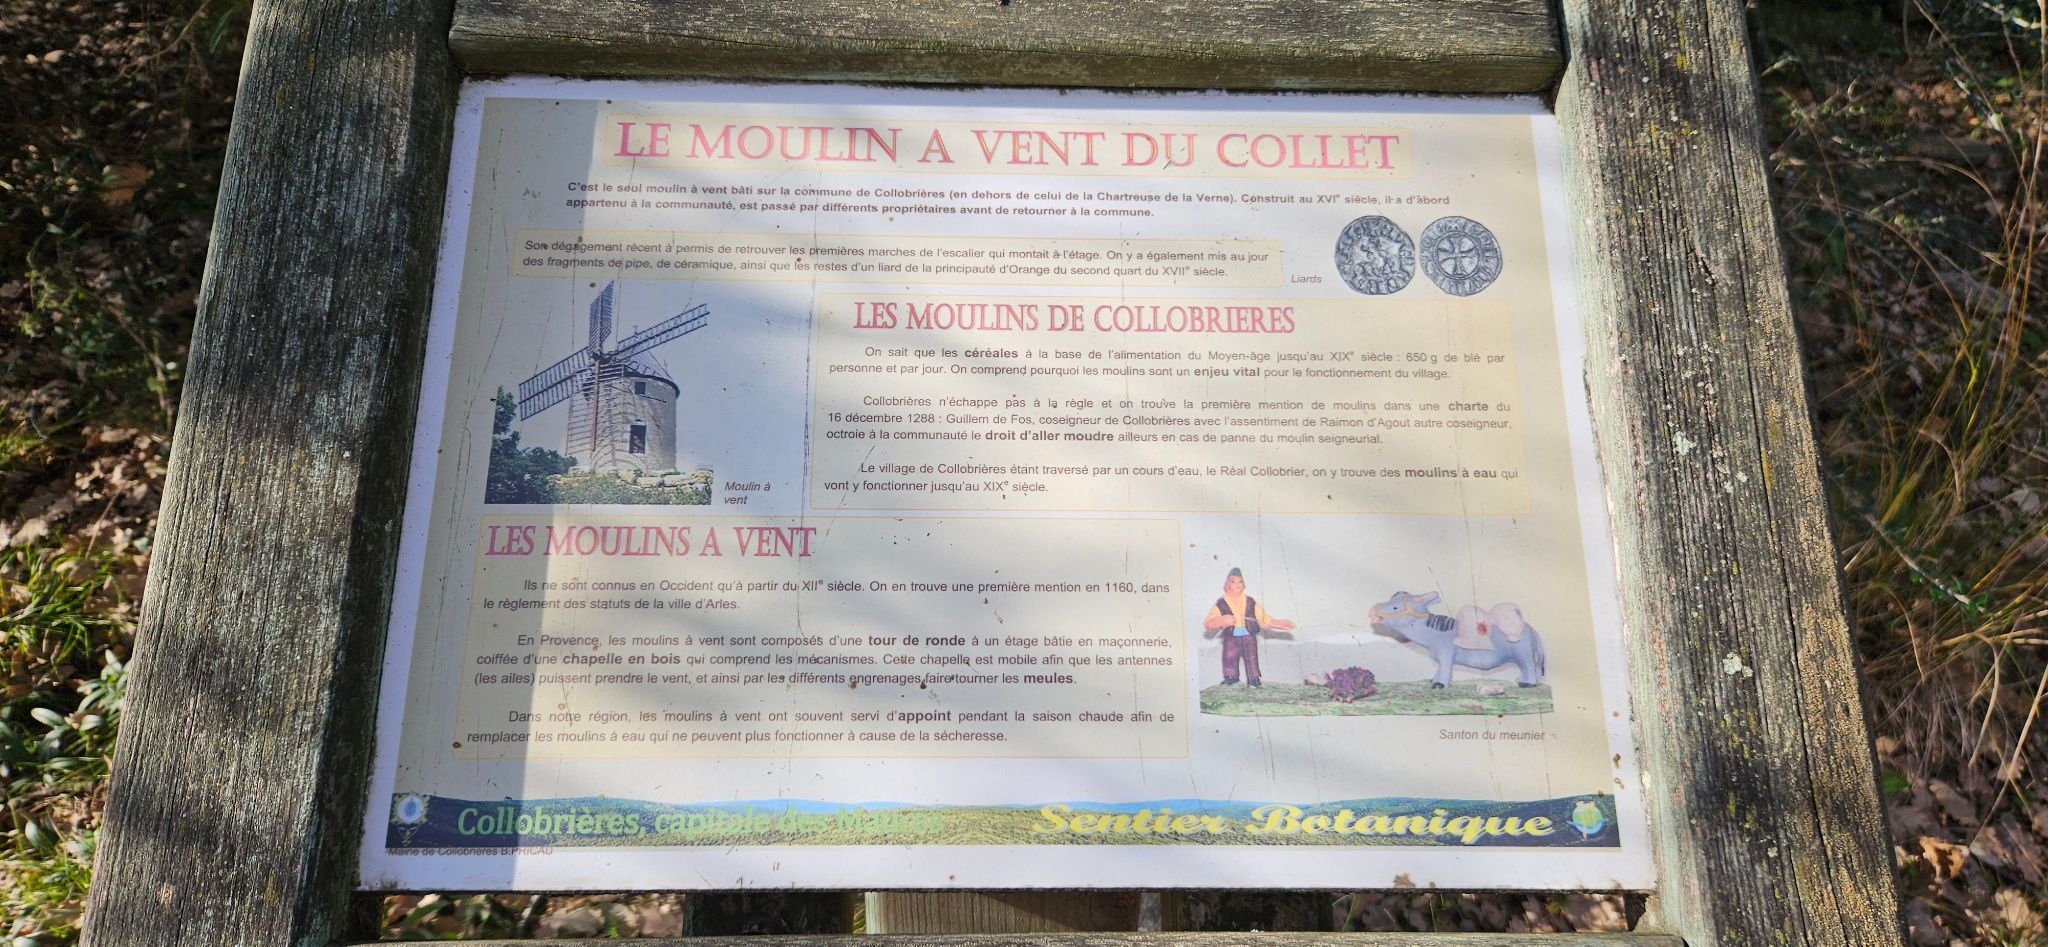 LE MOULIN A VENT DU COLLET
C'est le seul moulin à vent bâti sur la commune de Collobrières (en dehors de celui de la Chartreuse de la Verne). Construit au XVIe siècle, il a d'abord
appartenu à la communauté, est passé par différents propriétaires avant de retourner à la commune.
Son dégagement récent à permis de retrouver les premières marches de l'escalier qui montait à l'étage. On y a également mis au jour
des fragments de pipe, de céramique, ainsi que les restes d'un liard de la principauté d'Orange du second quart du XVIIe siècle.
Liards
Moulin à
vent
LES MOULINS DE COLLOBRIERES
On sait que les céréales à la base de l'alimentation du Moyen-âge jusqu'au XIXe siècle : 650 g de blé par
personne et par jour. On comprend pourquoi les moulins sont un enjeu vital pour le fonctionnement du village.
Collobrières n'échappe pas à la règle et on trouve la première mention de moulins dans une charte du
16 décembre 1288 : Guillem de Fos, coseigneur de Collobrières avec l'assentiment de Raimon d'Agout autre coseigneur,
octroie à la communauté le droit d'aller moudre ailleurs en cas de panne du moulin seigneurial.
Le village de Collobrières étant traversé par un cours d'eau, le Réal Collobrier, on y trouve des moulins à eau qui
vont y fonctionner jusqu'au XIXe siècle.
LES MOULINS A VENT
Ils ne sont connus en Occident qu'à partir du XIIe siècle. On en trouve une première mention en 1160, dans
le règlement des statuts de la ville d'Arles.
En Provence, les moulins à vent sont composés d'une tour de ronde à un étage bâtie en maçonnerie,
coiffée d'une chapelle en bois qui comprend les mécanismes. Cette chapelle est mobile afin que les antennes
(les ailes) puissent prendre le vent, et ainsi par les différents engrenages faire tourner les meules.
Dans notre région, les moulins à vent ont souvent servi d'appoint pendant la saison chaude afin de
remplacer les moulins à eau qui ne peuvent plus fonctionner à cause de la sécheresse.
Santon du meunier
Collobrières, capitale des Maures
Sentier Botanique
Mairie de Collobrières B.PRICAU